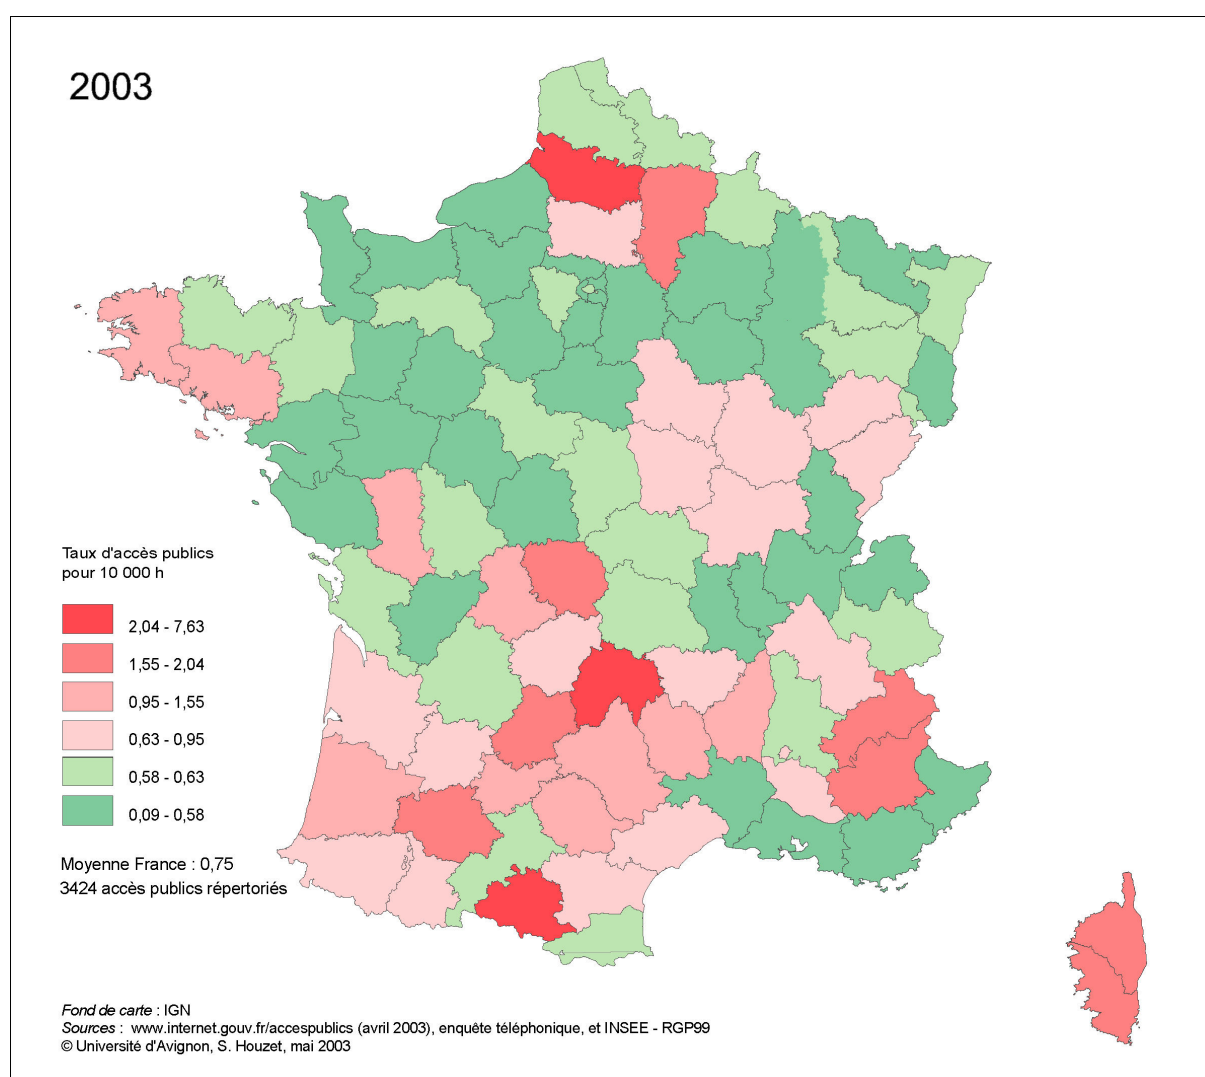 2003
Taux d'accès publics
pour 10 000 h
2,04 - 7,63
1,55 - 2,04
0,95 - 1,55
0,63 - 0,95
0,58 - 0,63
0,09 - 0,58
Moyenne France : 0,75
3424 accès publics répertoriés
Fond de carte : IGN
Sources : www.internet.gouv.fr/accespublics (avril 2003), enquête téléphonique, et INSEE - RGP99
© Université d'Avignon, S. Houzet, mai 2003